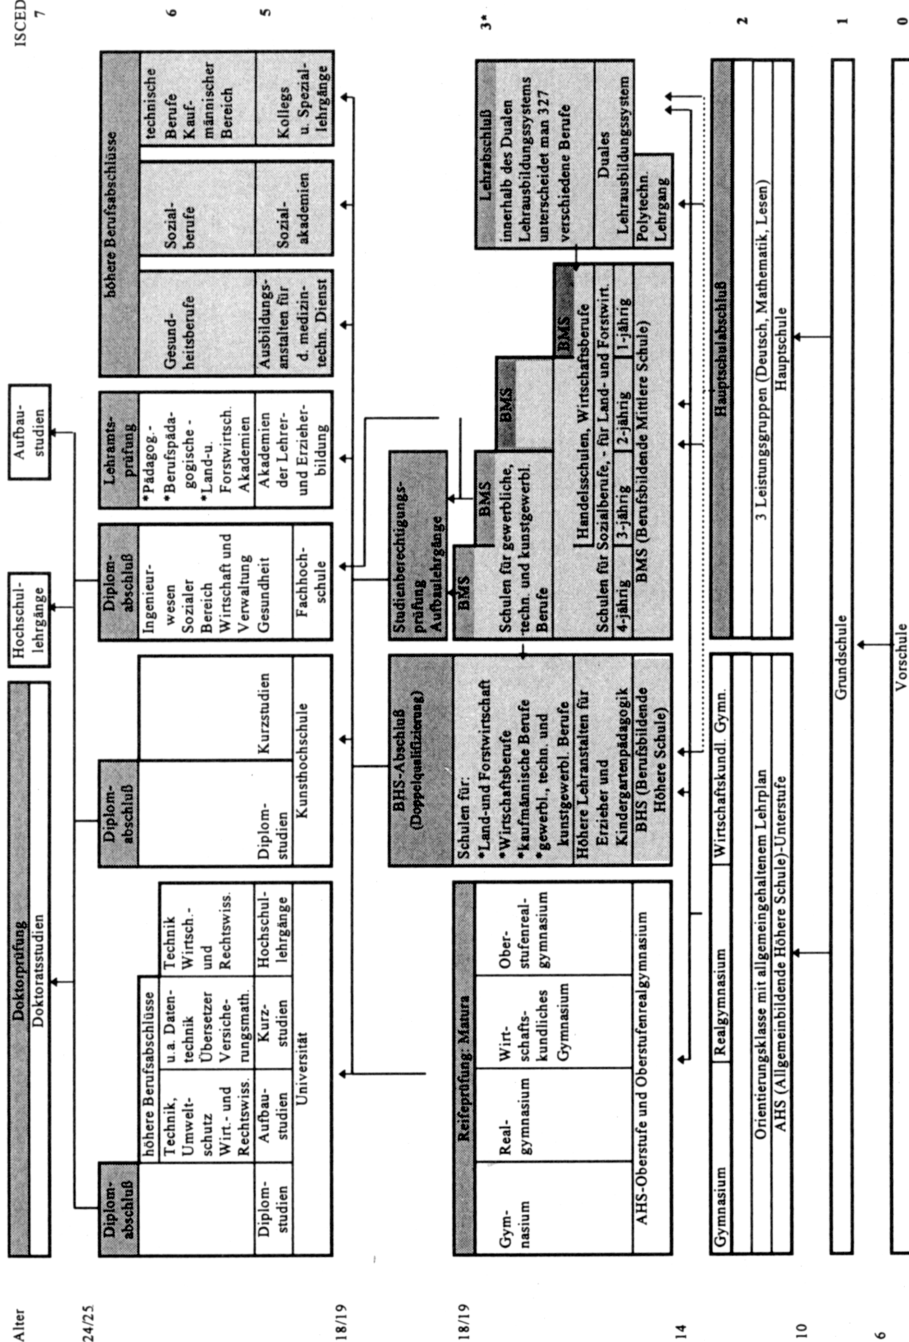 Alter
ISCED
7
Doktorprüfung
Doktoratsstudien
Hochschul-
lehrgänge
Aufbau-
studien
24/25
Diplom-
abschluß
höhere Berufsabschlüsse
Technik,
Umwelt-
schutz
Wirt.- und
Rechtswiss.
u.a. Daten-
technik
Übersetzer
Versiche-
rungsmath.
Technik
Wirtsch.-
und
Rechtswiss.
Diplom-
studien
Aufbau-
studien
Kurz-
studien
Hochschul-
lehrgänge
Universität
Diplom-
abschluß
Diplom-
studien
Kurzstudien
Kunsthochschule
Diplom-
abschluß
Ingenieur-
wesen
Sozialer
Bereich
Wirtschaft und
Verwaltung
Gesundheit
Fachhoch-
schule
Lehramts-
prüfung
*Pädagog.-
*Berufspäda-
gogische -
*Land-u.
Forstwirtsch.
Akademien
Akademien
der Lehrer-
und Erzieher-
bildung
höhere Berufsabschlüsse
Gesund-
heitsberufe
Sozial-
berufe
technische
Berufe
Kauf-
männischer
Bereich
Ausbildungs-
anstalten für
d. medizin-
techn. Dienst
Sozial-
akademien
Kollegs
u. Spezial-
lehrgänge
6
5
18/19
18/19
Reifeprüfung: Matura
Gym-
nasium
Real-
gymnasium
Wirt-
schafts-
kundliches
Gymnasium
Ober-
stufenreal-
gymnasium
AHS-Oberstufe und Oberstufenrealgymnasium
BHS-Abschluß
(Doppelqualifizierung)
Schulen für:
*Land-und Forstwirtschaft
*Wirtschaftsberufe
*kaufmännische Berufe
*gewerbl., techn. und
kunstgewerbl. Berufe
Höhere Lehranstalten für
Erzieher und
Kindergartenpädagogik
BHS (Berufsbildende
Höhere Schule)
Studienberechtigungs-
prüfung
Aufbaulehrgänge
BMS
BMS
BMS
BMS
Schulen für gewerbliche,
techn. und kunstgewerbl.
Berufe
Handelsschulen, Wirtschaftsberufe
Schulen für Sozialberufe, - für Land- und Forstwirt.
4-jährig
3-jährig
2-jährig
1-jährig
BMS (Berufsbildende Mittlere Schule)
Lehrabschluß
innerhalb des Dualen
Lehrausbildungssystems
unterscheidet man 327
verschiedene Berufe
Duales
Lehrausbildungssystem
Polytechn.
Lehrgang
3*
14
Gymnasium
Realgymnasium
Wirtschaftskundl. Gymn.
Orientierungsklasse mit allgemeingehaltenem Lehrplan
AHS (Allgemeinbildende Höhere Schule)-Unterstufe
Hauptschulabschluß
3 Leistungsgruppen (Deutsch, Mathematik, Lesen)
Hauptschule
2
10
Grundschule
1
6
Vorschule
0